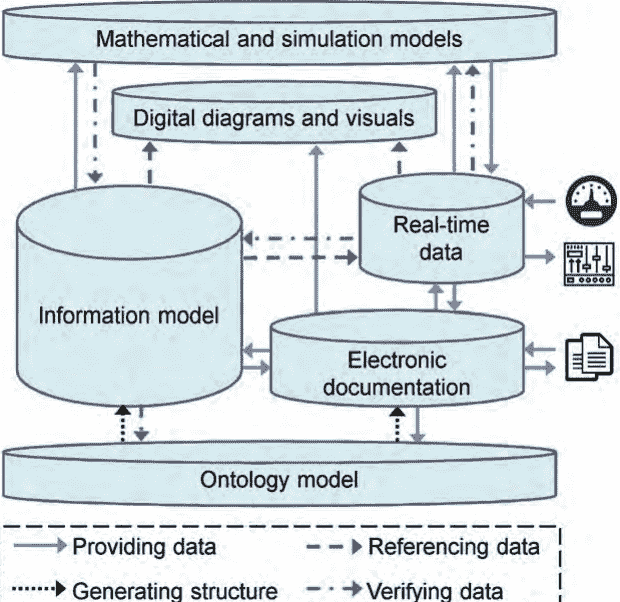 Mathematical and simulation models
Digital diagrams and visuals
Real-time
data
Information model
Electronic
documentation
Ontology model
Providing data
Referencing data
Generating structure
Verifying data